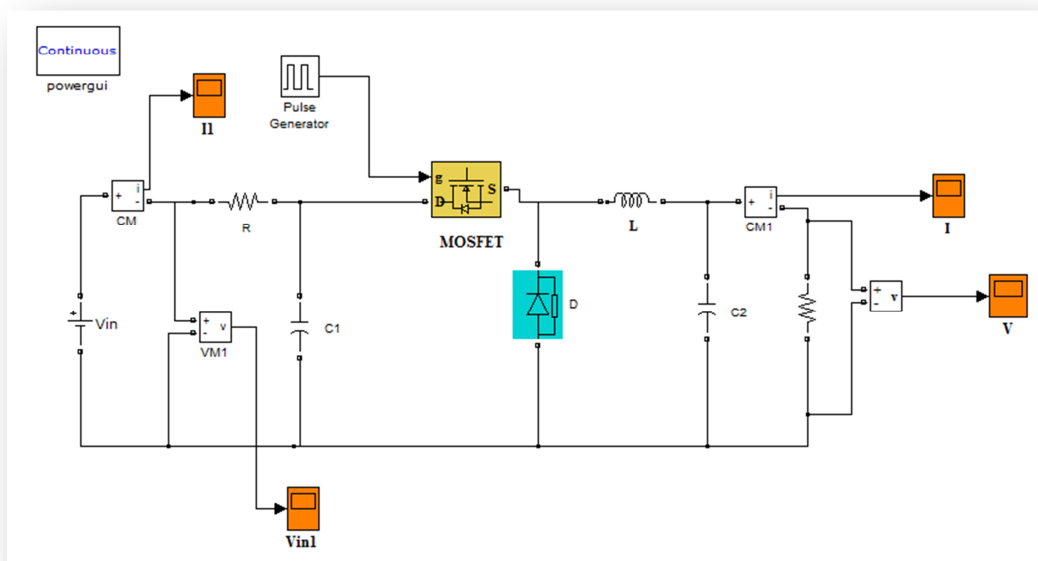 Continuous
powergui
I1
Pulse
Generator
g
D
S
MOSFET
+
-
i
CM
R
L
+
-
i
CM1
I
+
Vin
+
-
v
VM1
C1
D
C2
+
-
v
V
Vin1